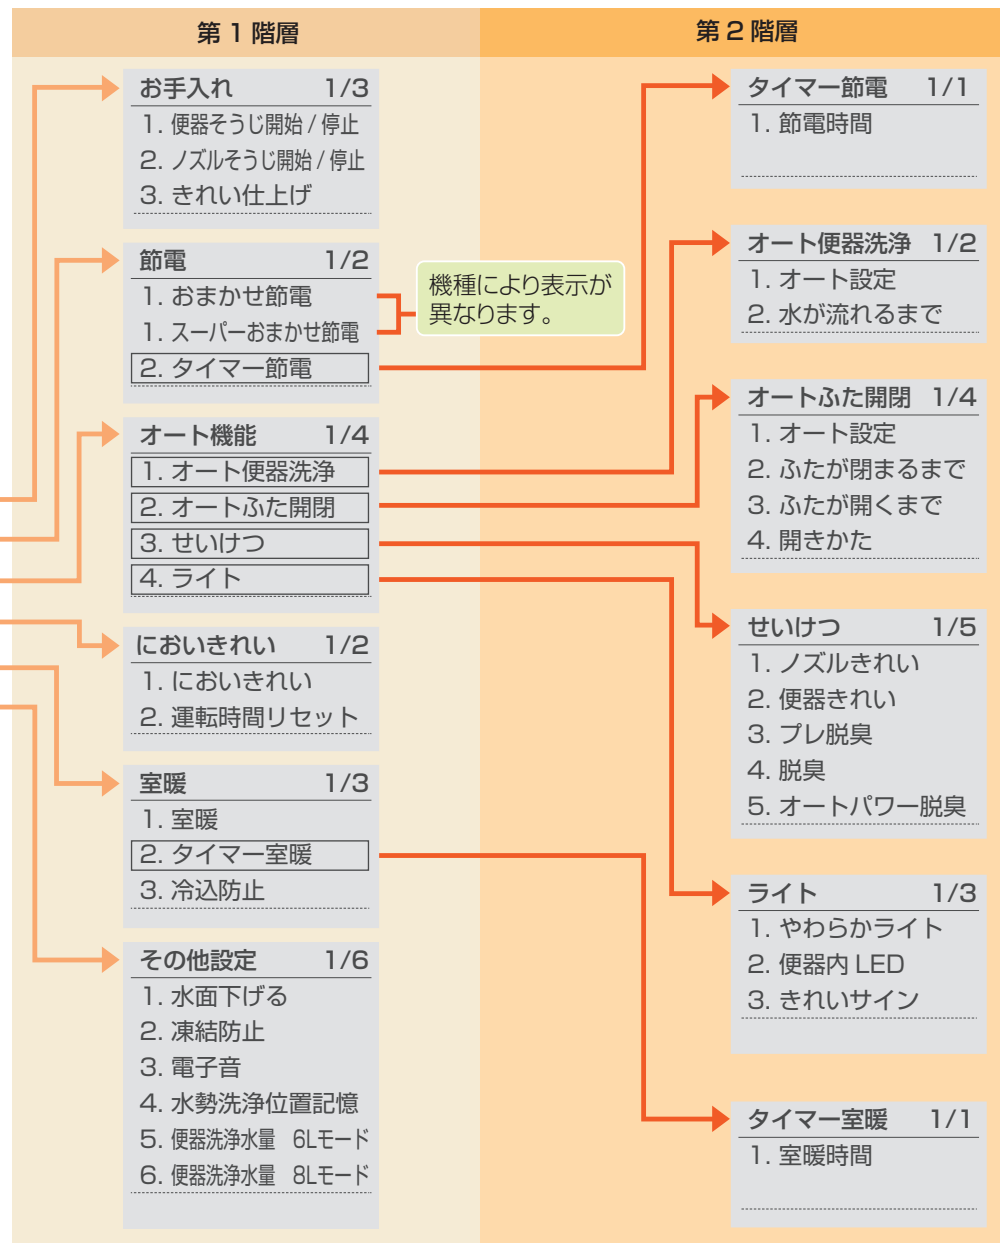 第 1 階層
お手入れ 1/3
1. 便器そうじ開始 / 停止
2. ノズルそうじ開始 / 停止
3. きれい仕上げ
節電 1/2
1. おまかせ節電
1. スーパーおまかせ節電
2. タイマー節電
機種により表示が
異なります。
オート機能 1/4
1. オート便器洗浄
2. オートふた開閉
3. せいけつ
4. ライト
においきれい 1/2
1. においきれい
2. 運転時間リセット
室暖 1/3
1. 室暖
2. タイマー室暖
3. 冷込防止
その他設定 1/6
1. 水面下げる
2. 凍結防止
3. 電子音
4. 水勢洗浄位置記憶
5. 便器洗浄水量 6Lモード
6. 便器洗浄水量 8Lモード
第 2 階層
タイマー節電 1/1
1. 節電時間
オート便器洗浄 1/2
1. オート設定
2. 水が流れるまで
オートふた開閉 1/4
1. オート設定
2. ふたが閉まるまで
3. ふたが開くまで
4. 開きかた
せいけつ 1/5
1. ノズルきれい
2. 便器きれい
3. プレ脱臭
4. 脱臭
5. オートパワー脱臭
ライト 1/3
1. やわらかライト
2. 便器内 LED
3. きれいサイン
タイマー室暖 1/1
1. 室暖時間